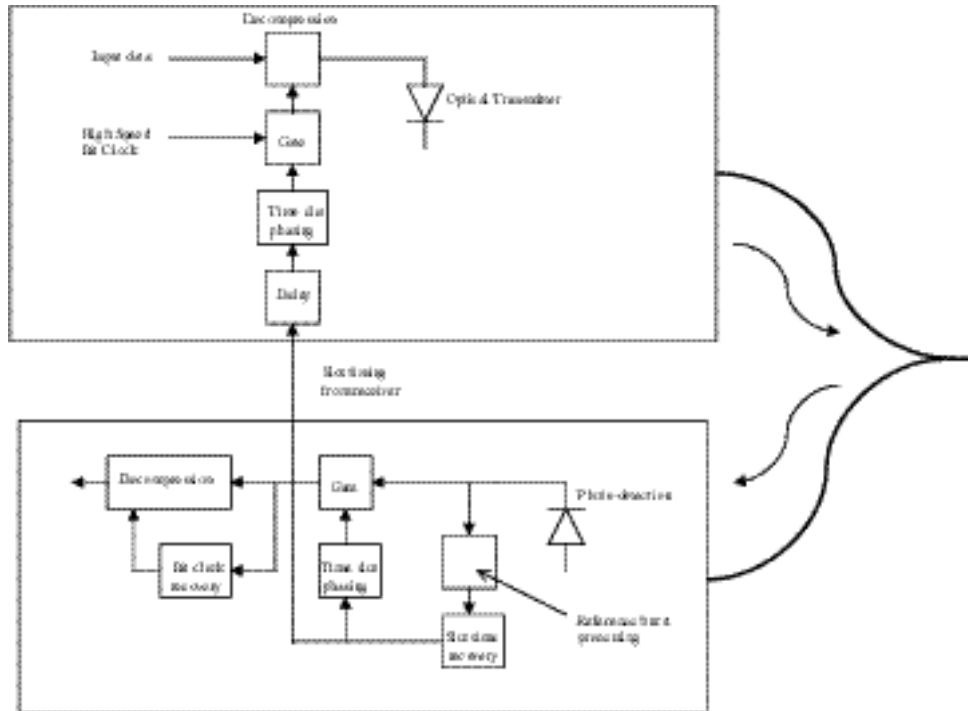 Decompression
Input data
Optical Transmitter
High Speed
Bit Clock
Gate
Time slot
phasing
Delay
Slot timing
from receiver
Decompression
Gate
Photo-detection
Bit clock
recovery
Time slot
phasing
Reference burst
processing
Slot time
recovery